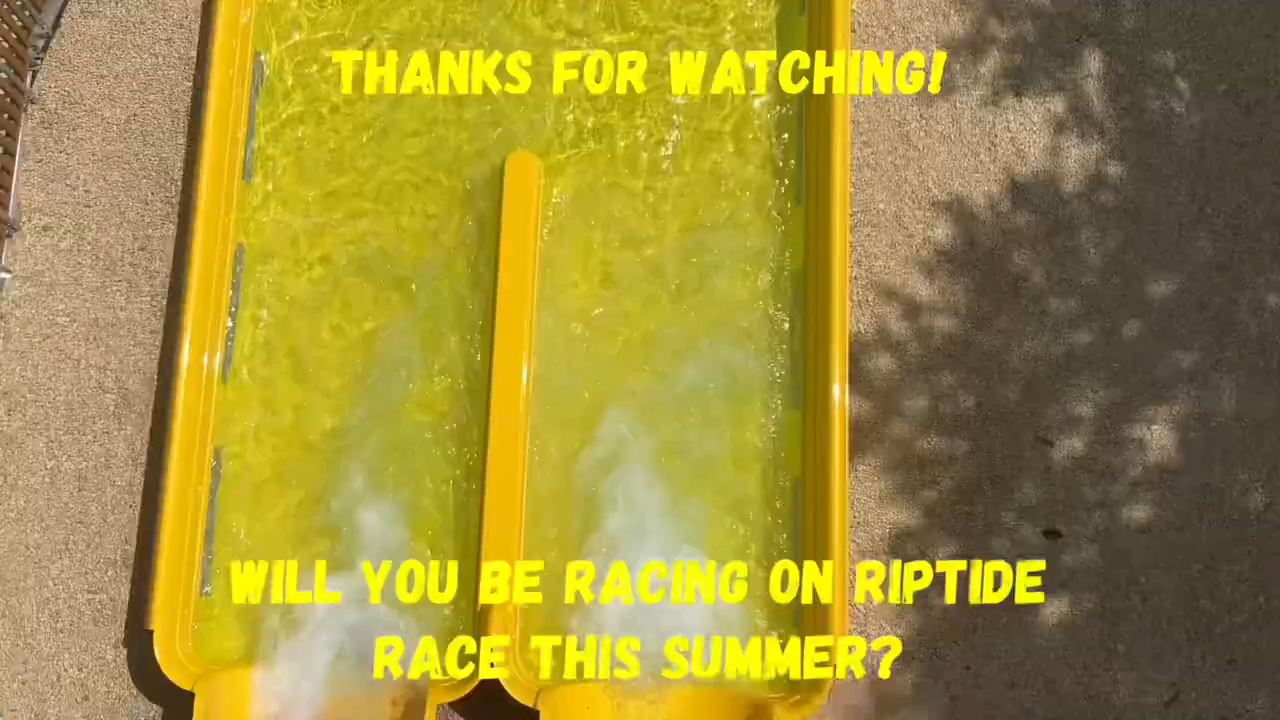 THANKS FOR WATCHING!
WILL YOU BE RACING ON RIPTIDE
RACE THIS SUMMER?